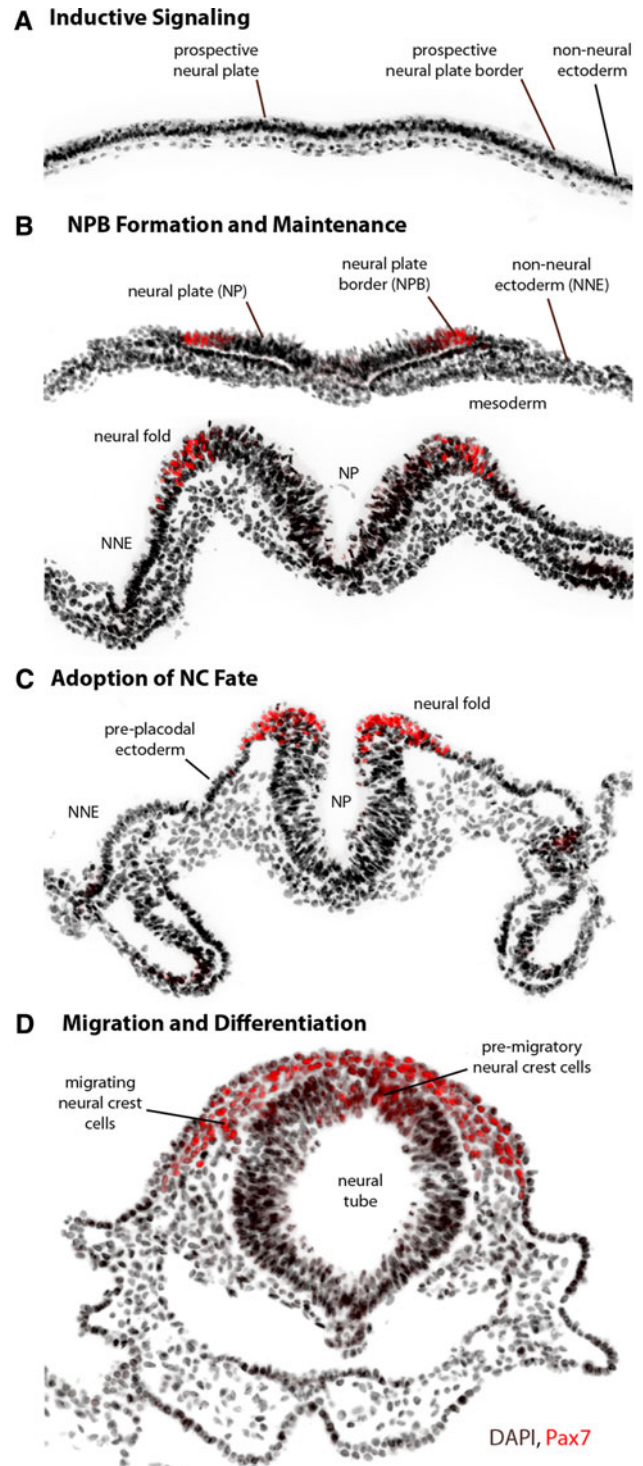 A Inductive Signaling
prospective
neural plate
prospective
neural plate border
non-neural
ectoderm
B NPB Formation and Maintenance
neural plate (NP)
neural plate
border (NPB)
non-neural
ectoderm (NNE)
mesoderm
neural fold
NP
NNE
C Adoption of NC Fate
neural fold
pre-placodal
ectoderm
NNE
NP
D Migration and Differentiation
pre-migratory
neural crest cells
migrating
neural crest
cells
neural
tube
DAPI, Pax7